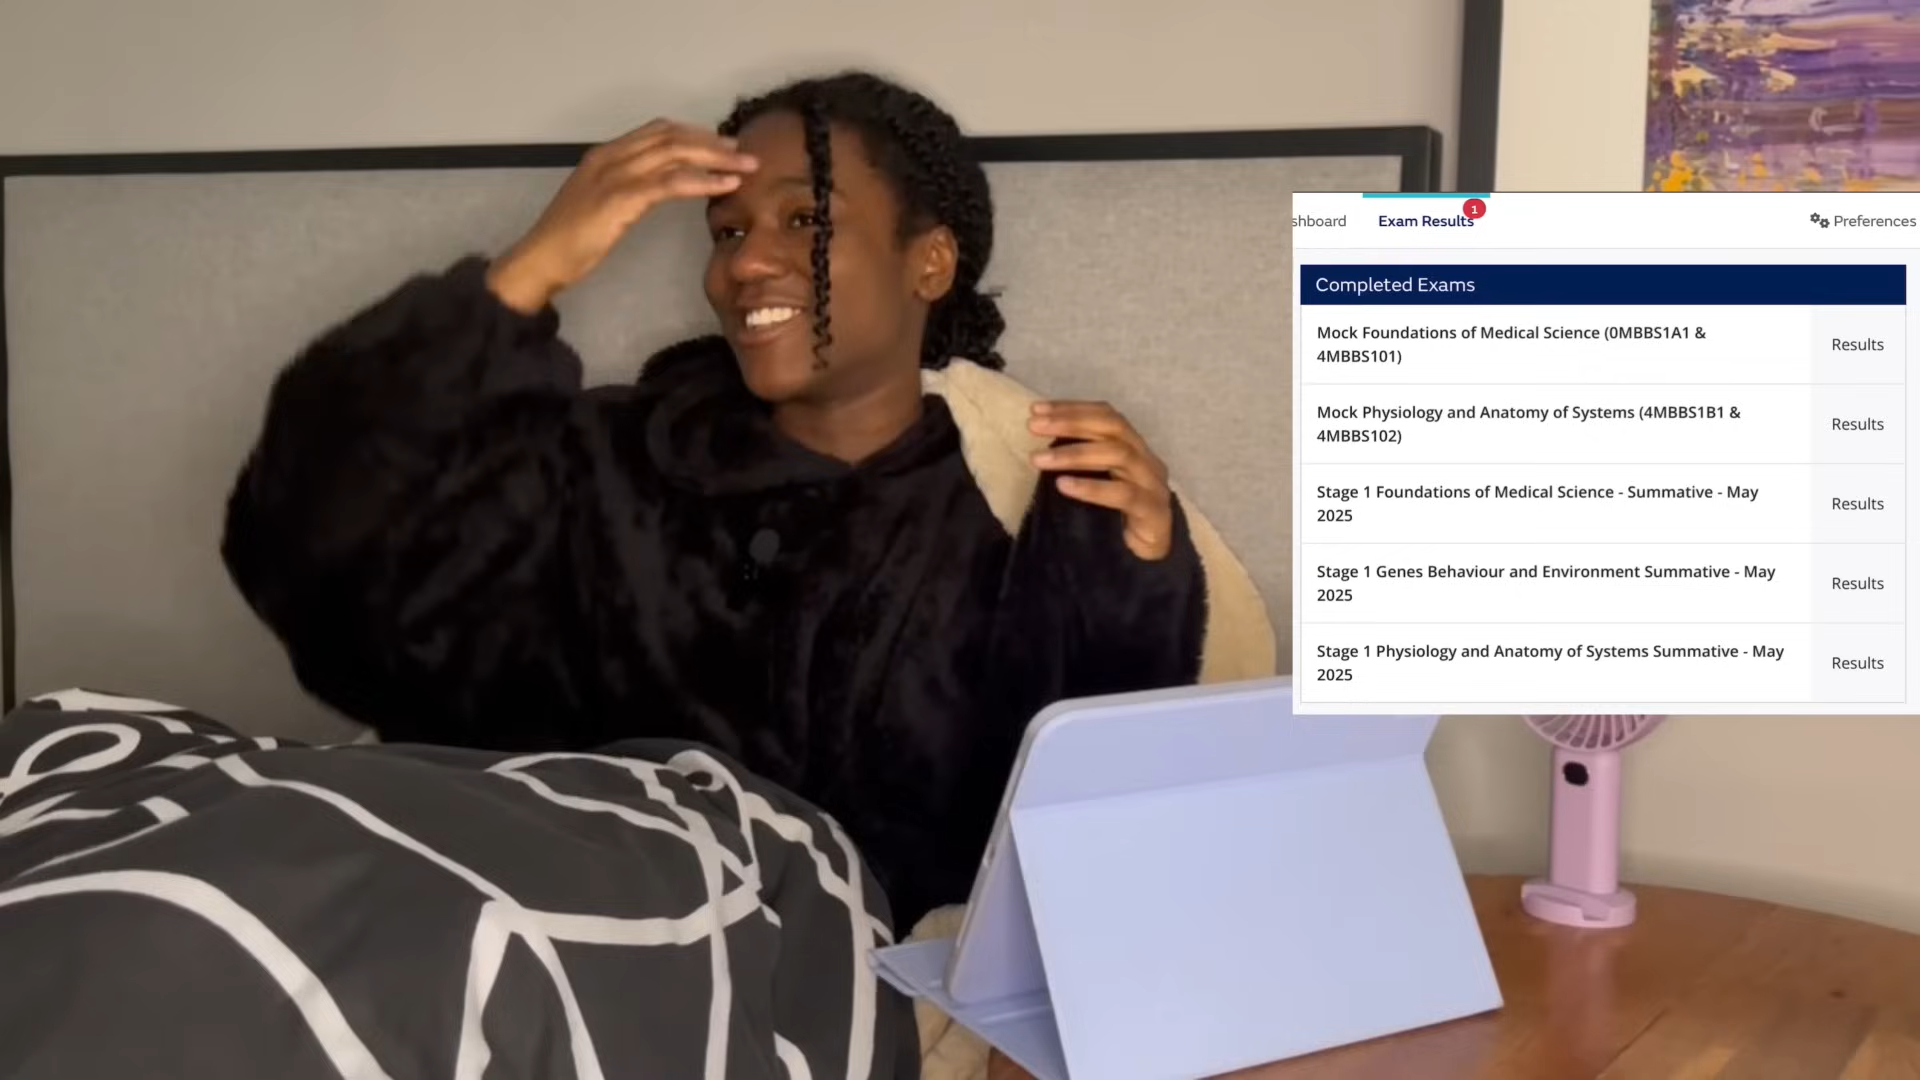 shboard
Exam Results
1
Preferences
Completed Exams
Mock Foundations of Medical Science (0MBBS1A1 &
4MBBS101)
Results
Mock Physiology and Anatomy of Systems (4MBBS1B1 &
4MBBS102)
Results
Stage 1 Foundations of Medical Science - Summative - May
2025
Results
Stage 1 Genes Behaviour and Environment Summative - May
2025
Results
Stage 1 Physiology and Anatomy of Systems Summative - May
2025
Results